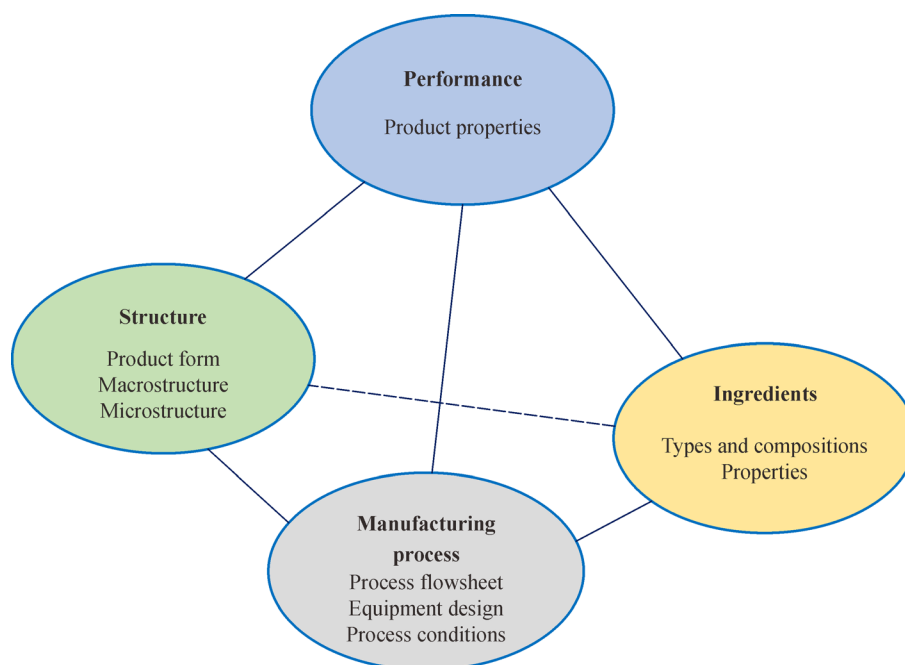 Performance
Product properties
Structure
Product form
Macrostructure
Microstructure
Ingredients
Types and compositions
Properties
Manufacturing
process
Process flowsheet
Equipment design
Process conditions